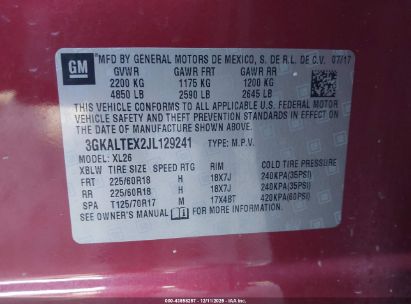 GM
MFD BY GENERAL MOTORS DE MEXICO, S. DE R.L. DE C.V. 07/17
GVWR GAWR FRT GAWR RR
2200 KG 1175 KG 1200 KG
4850 LB 2590 LB 2645 LB
THIS VEHICLE CONFORMS TO ALL APPLICABLE U.S. FEDERAL
MOTOR VEHICLE SAFETY, BUMPER, AND THEFT
PREVENTION STANDARDS IN EFFECT ON THE DATE OF
MANUFACTURE SHOWN ABOVE.
3GKALTEX2JL129241 TYPE: M.P.V.
MODEL: XL26
XBLW TIRE SIZE SPEED RTG RIM COLD TIRE PRESSURE
FRT 225/60R18 H 18X7J 240KPA(35PSI)
RR 225/60R18 H 18X7J 240KPA(35PSI)
SPA T125/70R17 M 17X4BT 420KPA(60PSI)
SEE OWNER'S MANUAL FOR MORE INFORMATION.